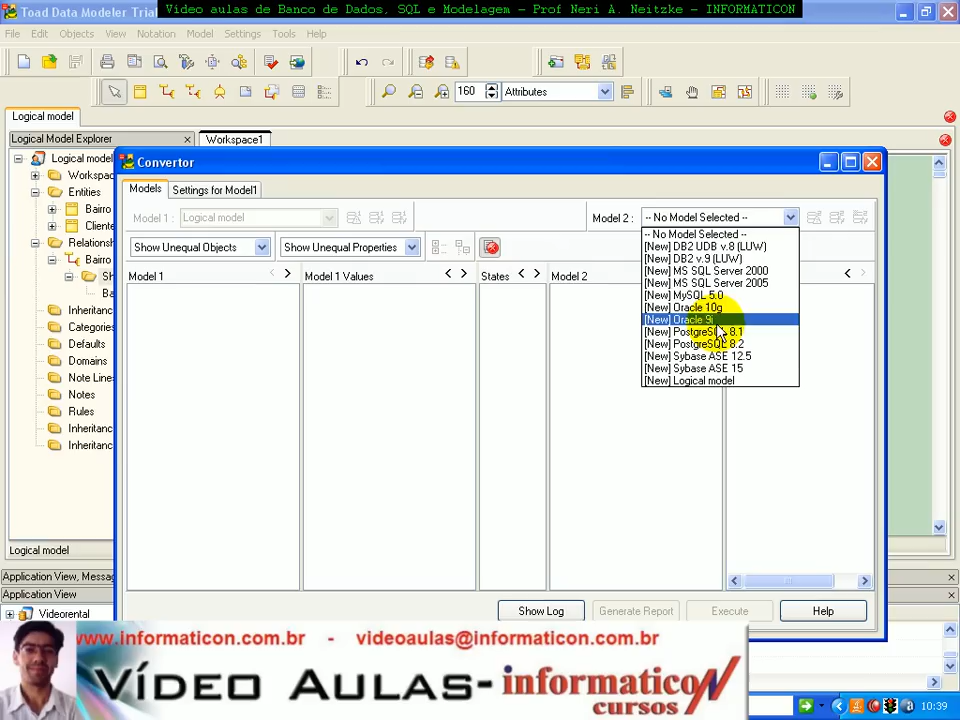 Toad Data Modeler Trial
Video aulas de Banco de Dados, SQL e Modelagem - Prof Neri A. Neitzke - INFORMATICON
File Edit Objects View Notation Model Settings Tools Help
160 Attributes
Logical model
Logical Model Explorer
Workspace1
Logical model
Workspac
Entities
Bairro
Cliente
Relations
Bairro
Sh
Ba
Indexes
Categories
Defaults
Domains
Note Lines
Notes
Rules
Inheritanc
Inheritanc
Logical model
Application View, Messag
Application View
Videorental
Convertor
Models
Settings for Model1
Model 1 :
Logical model
Model 2 :
-- No Model Selected --
Show Unequal Objects
Show Unequal Properties
Model 1
Model 1 Values
States
Model 2
-- No Model Selected --
[New] DB2 UDB v.8 (LUW)
[New] DB2 v.9 (LUW)
[New] MS SQL Server 2000
[New] MS SQL Server 2005
[New] MySQL 5.0
[New] Oracle 10g
[New] Oracle 9i
[New] PostgreSQL 8.1
[New] PostgreSQL 8.2
[New] Sybase ASE 12.5
[New] Sybase ASE 15
[New] Logical model
Show Log
Generate Report
Execute
Help
www.informaticon.com.br - videoaulas@informaticon.com.br
Vídeo Aulas-
informaticon
cursos
10:39